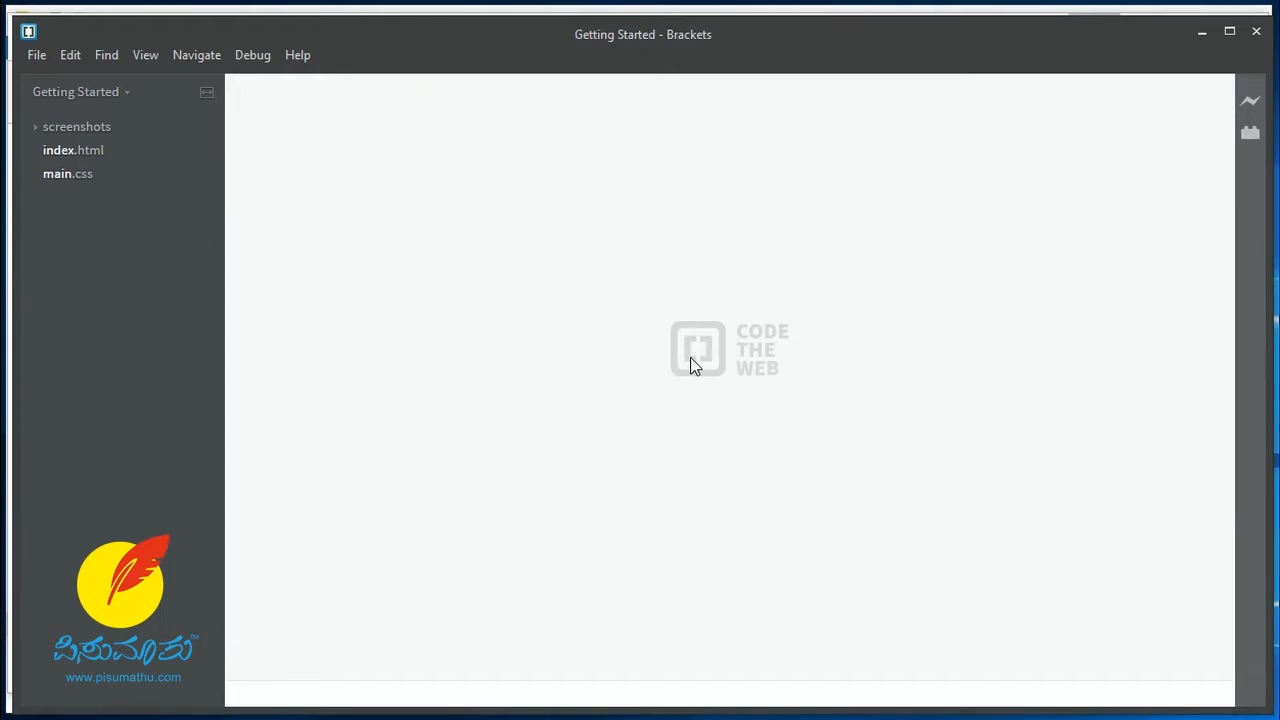 Getting Started - Brackets
File Edit Find View Navigate Debug Help
Getting Started
screenshots
index.html
main.css
CODE
THE
WEB
ಪಿಸುಮಾತು™
www.pisumathu.com